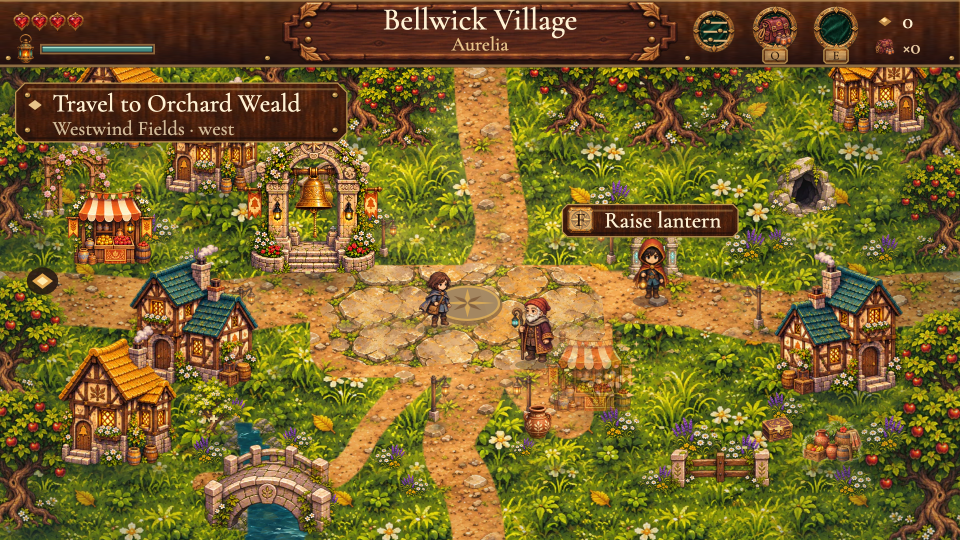 Bellwick Village
Aurelia
Q
E
0
×0
Travel to Orchard Weald
Westwind Fields · west
F Raise lantern